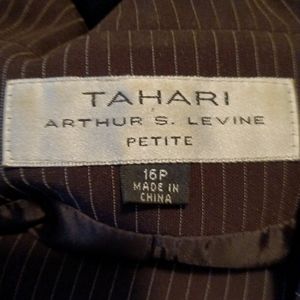 TAHARI
ARTHUR S. LEVINE
PETITE
16P
MADE IN
CHINA